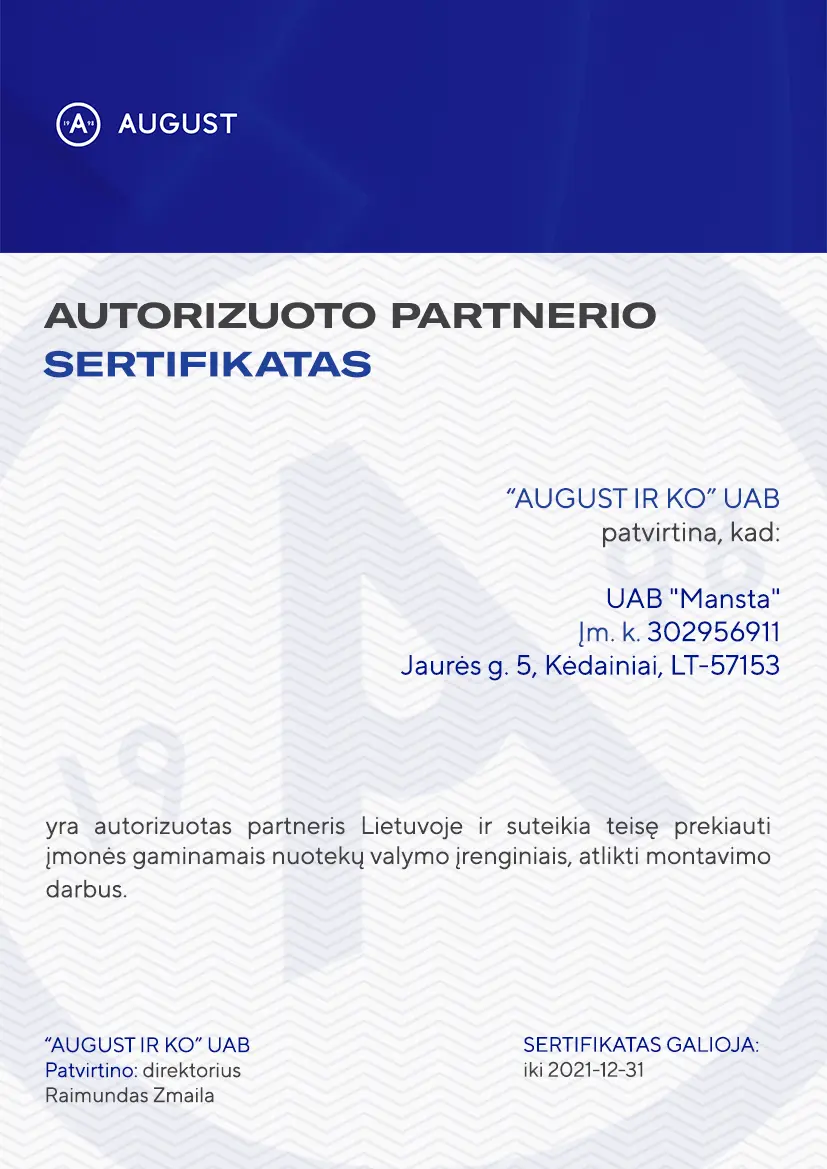 19 A 98 AUGUST
AUTORIZUOTO PARTNERIO
SERTIFIKATAS
“AUGUST IR KO” UAB
patvirtina, kad:
UAB "Mansta"
Įm. k. 302956911
Jaurės g. 5, Kėdainiai, LT-57153
yra autorizuotas partneris Lietuvoje ir suteikia teisę prekiauti
įmonės gaminamais nuotekų valymo įrenginiais, atlikti montavimo
darbus.
“AUGUST IR KO” UAB
Patvirtino: direktorius
Raimundas Zmaila
SERTIFIKATAS GALIOJA:
iki 2021-12-31